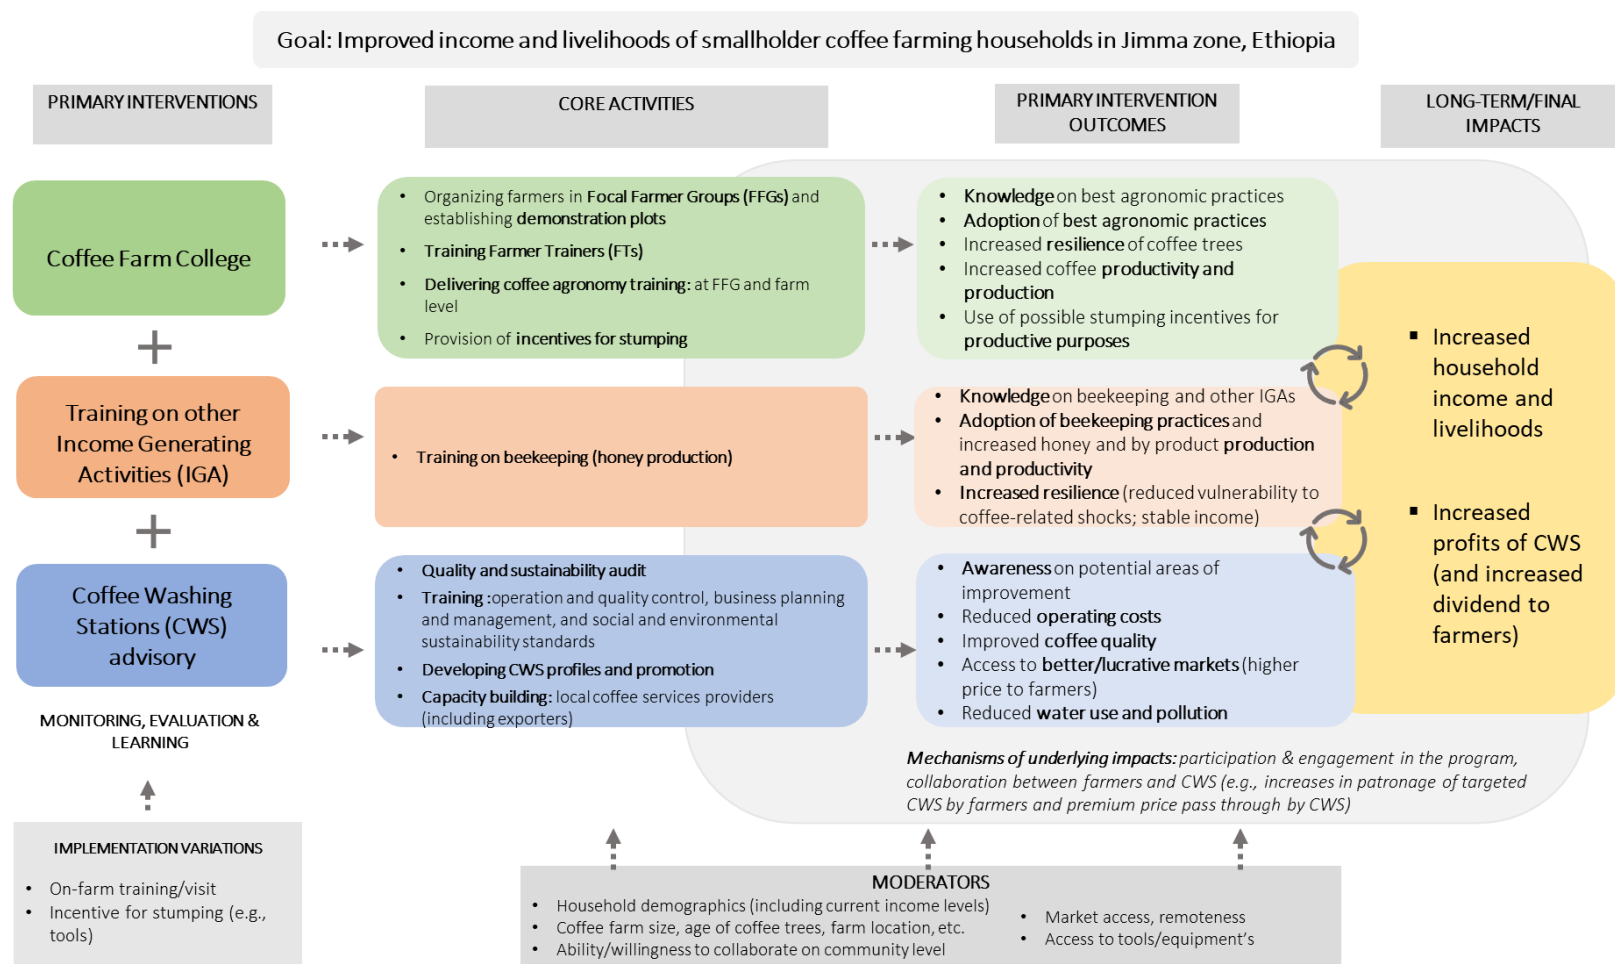 Goal: Improved income and livelihoods of smallholder coffee farming households in Jimma zone, Ethiopia
PRIMARY INTERVENTIONS
CORE ACTIVITIES
PRIMARY INTERVENTION
OUTCOMES
LONG-TERM/FINAL
IMPACTS
Coffee Farm College
• Organizing farmers in Focal Farmer Groups (FFGs) and
establishing demonstration plots
• Training Farmer Trainers (FTs)
• Delivering coffee agronomy training: at FFG and farm
level
• Provision of incentives for stumping
• Knowledge on best agronomic practices
• Adoption of best agronomic practices
• Increased resilience of coffee trees
• Increased coffee productivity and
production
• Use of possible stumping incentives for
productive purposes
+
Training on other
Income Generating
Activities (IGA)
• Training on beekeeping (honey production)
• Knowledge on beekeeping and other IGAs
• Adoption of beekeeping practices and
increased honey and by product production
and productivity
• Increased resilience (reduced vulnerability to
coffee-related shocks; stable income)
+
Coffee Washing
Stations (CWS)
advisory
• Quality and sustainability audit
• Training :operation and quality control, business planning
and management, and social and environmental
sustainability standards
• Developing CWS profiles and promotion
• Capacity building: local coffee services providers
(including exporters)
• Awareness on potential areas of
improvement
• Reduced operating costs
• Improved coffee quality
• Access to better/lucrative markets (higher
price to farmers)
• Reduced water use and pollution
▪ Increased
household
income and
livelihoods
▪ Increased
profits of CWS
(and increased
dividend to
farmers)
MONITORING, EVALUATION &
LEARNING
Mechanisms of underlying impacts: participation & engagement in the program,
collaboration between farmers and CWS (e.g., increases in patronage of targeted
CWS by farmers and premium price pass through by CWS)
IMPLEMENTATION VARIATIONS
• On-farm training/visit
• Incentive for stumping (e.g.,
tools)
MODERATORS
• Household demographics (including current income levels)
• Coffee farm size, age of coffee trees, farm location, etc.
• Ability/willingness to collaborate on community level
• Market access, remoteness
• Access to tools/equipment's